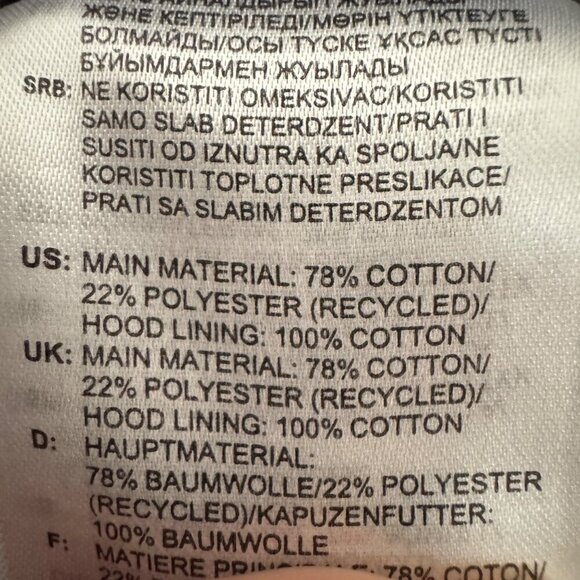 ЖӘНЕ КЕПТІРІЛЕДІ/МӨРІН ҮТІКТЕУГЕ
БОЛМАЙДЫ/ОСЫ ТҮСКЕ ҰҚСАС ТҮСТІ
БҰЙЫМДАРМЕН ЖУЫЛАДЫ
SRB: NE KORISTITI OMEKSIVAC/KORISTITI
SAMO SLAB DETERDZENT/PRATI I
SUSITI OD IZNUTRA KA SPOLJA/NE
KORISTITI TOPLOTNE PRESLIKACE/
PRATI SA SLABIM DETERDZENTOM
US: MAIN MATERIAL: 78% COTTON/
22% POLYESTER (RECYCLED)/
HOOD LINING: 100% COTTON
UK: MAIN MATERIAL: 78% COTTON/
22% POLYESTER (RECYCLED)/
HOOD LINING: 100% COTTON
D: HAUPTMATERIAL:
78% BAUMWOLLE/22% POLYESTER
(RECYCLED)/KAPUZENFUTTER:
100% BAUMWOLLE
F: MATIERE 78% COTON/